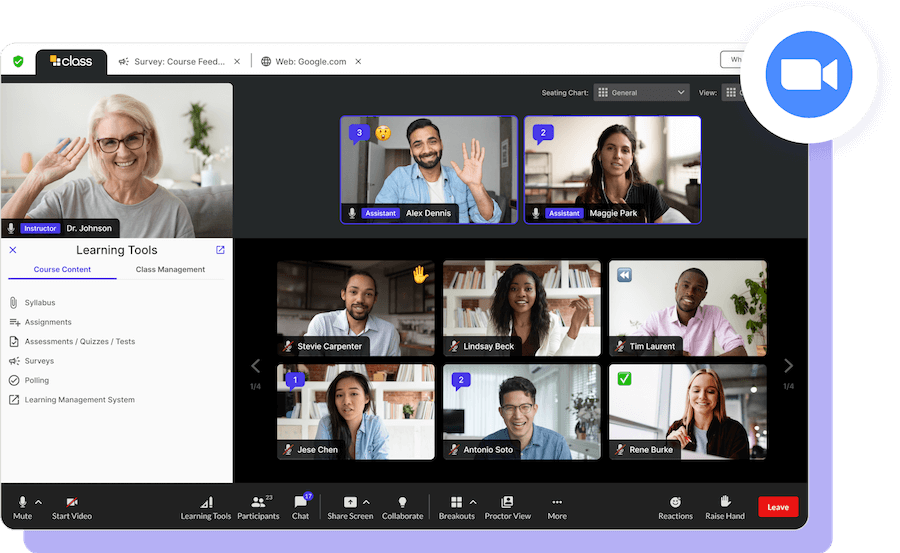 class
Survey: Course Feed...
Web: Google.com
Seating Chart:
General
View:
3
2
Assistant
Alex Dennis
Assistant
Maggie Park
Instructor
Dr. Johnson
Learning Tools
Course Content
Class Management
Syllabus
Assignments
Assessments / Quizzes / Tests
Surveys
Polling
Learning Management System
Stevie Carpenter
Lindsay Beck
Tim Laurent
1/4
1/4
1
2
Jese Chen
Antonio Soto
Rene Burke
Mute
Start Video
Learning Tools
23
Participants
17
Chat
Share Screen
Collaborate
Breakouts
Proctor View
More
Reactions
Raise Hand
Leave